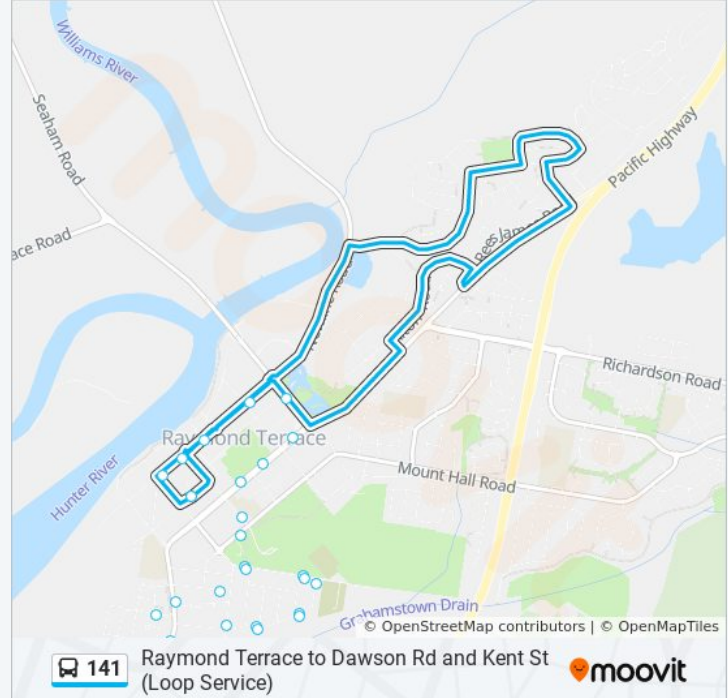 Williams River
Seaham Road
Pacific Highway
ace Road
Rees James
Richardson Road
Raymond Terrace
Mount Hall Road
Hunter River
Grahamstown Drain
© OpenStreetMap contributors | © OpenMapTiles
141
Raymond Terrace to Dawson Rd and Kent St
(Loop Service)
moovit